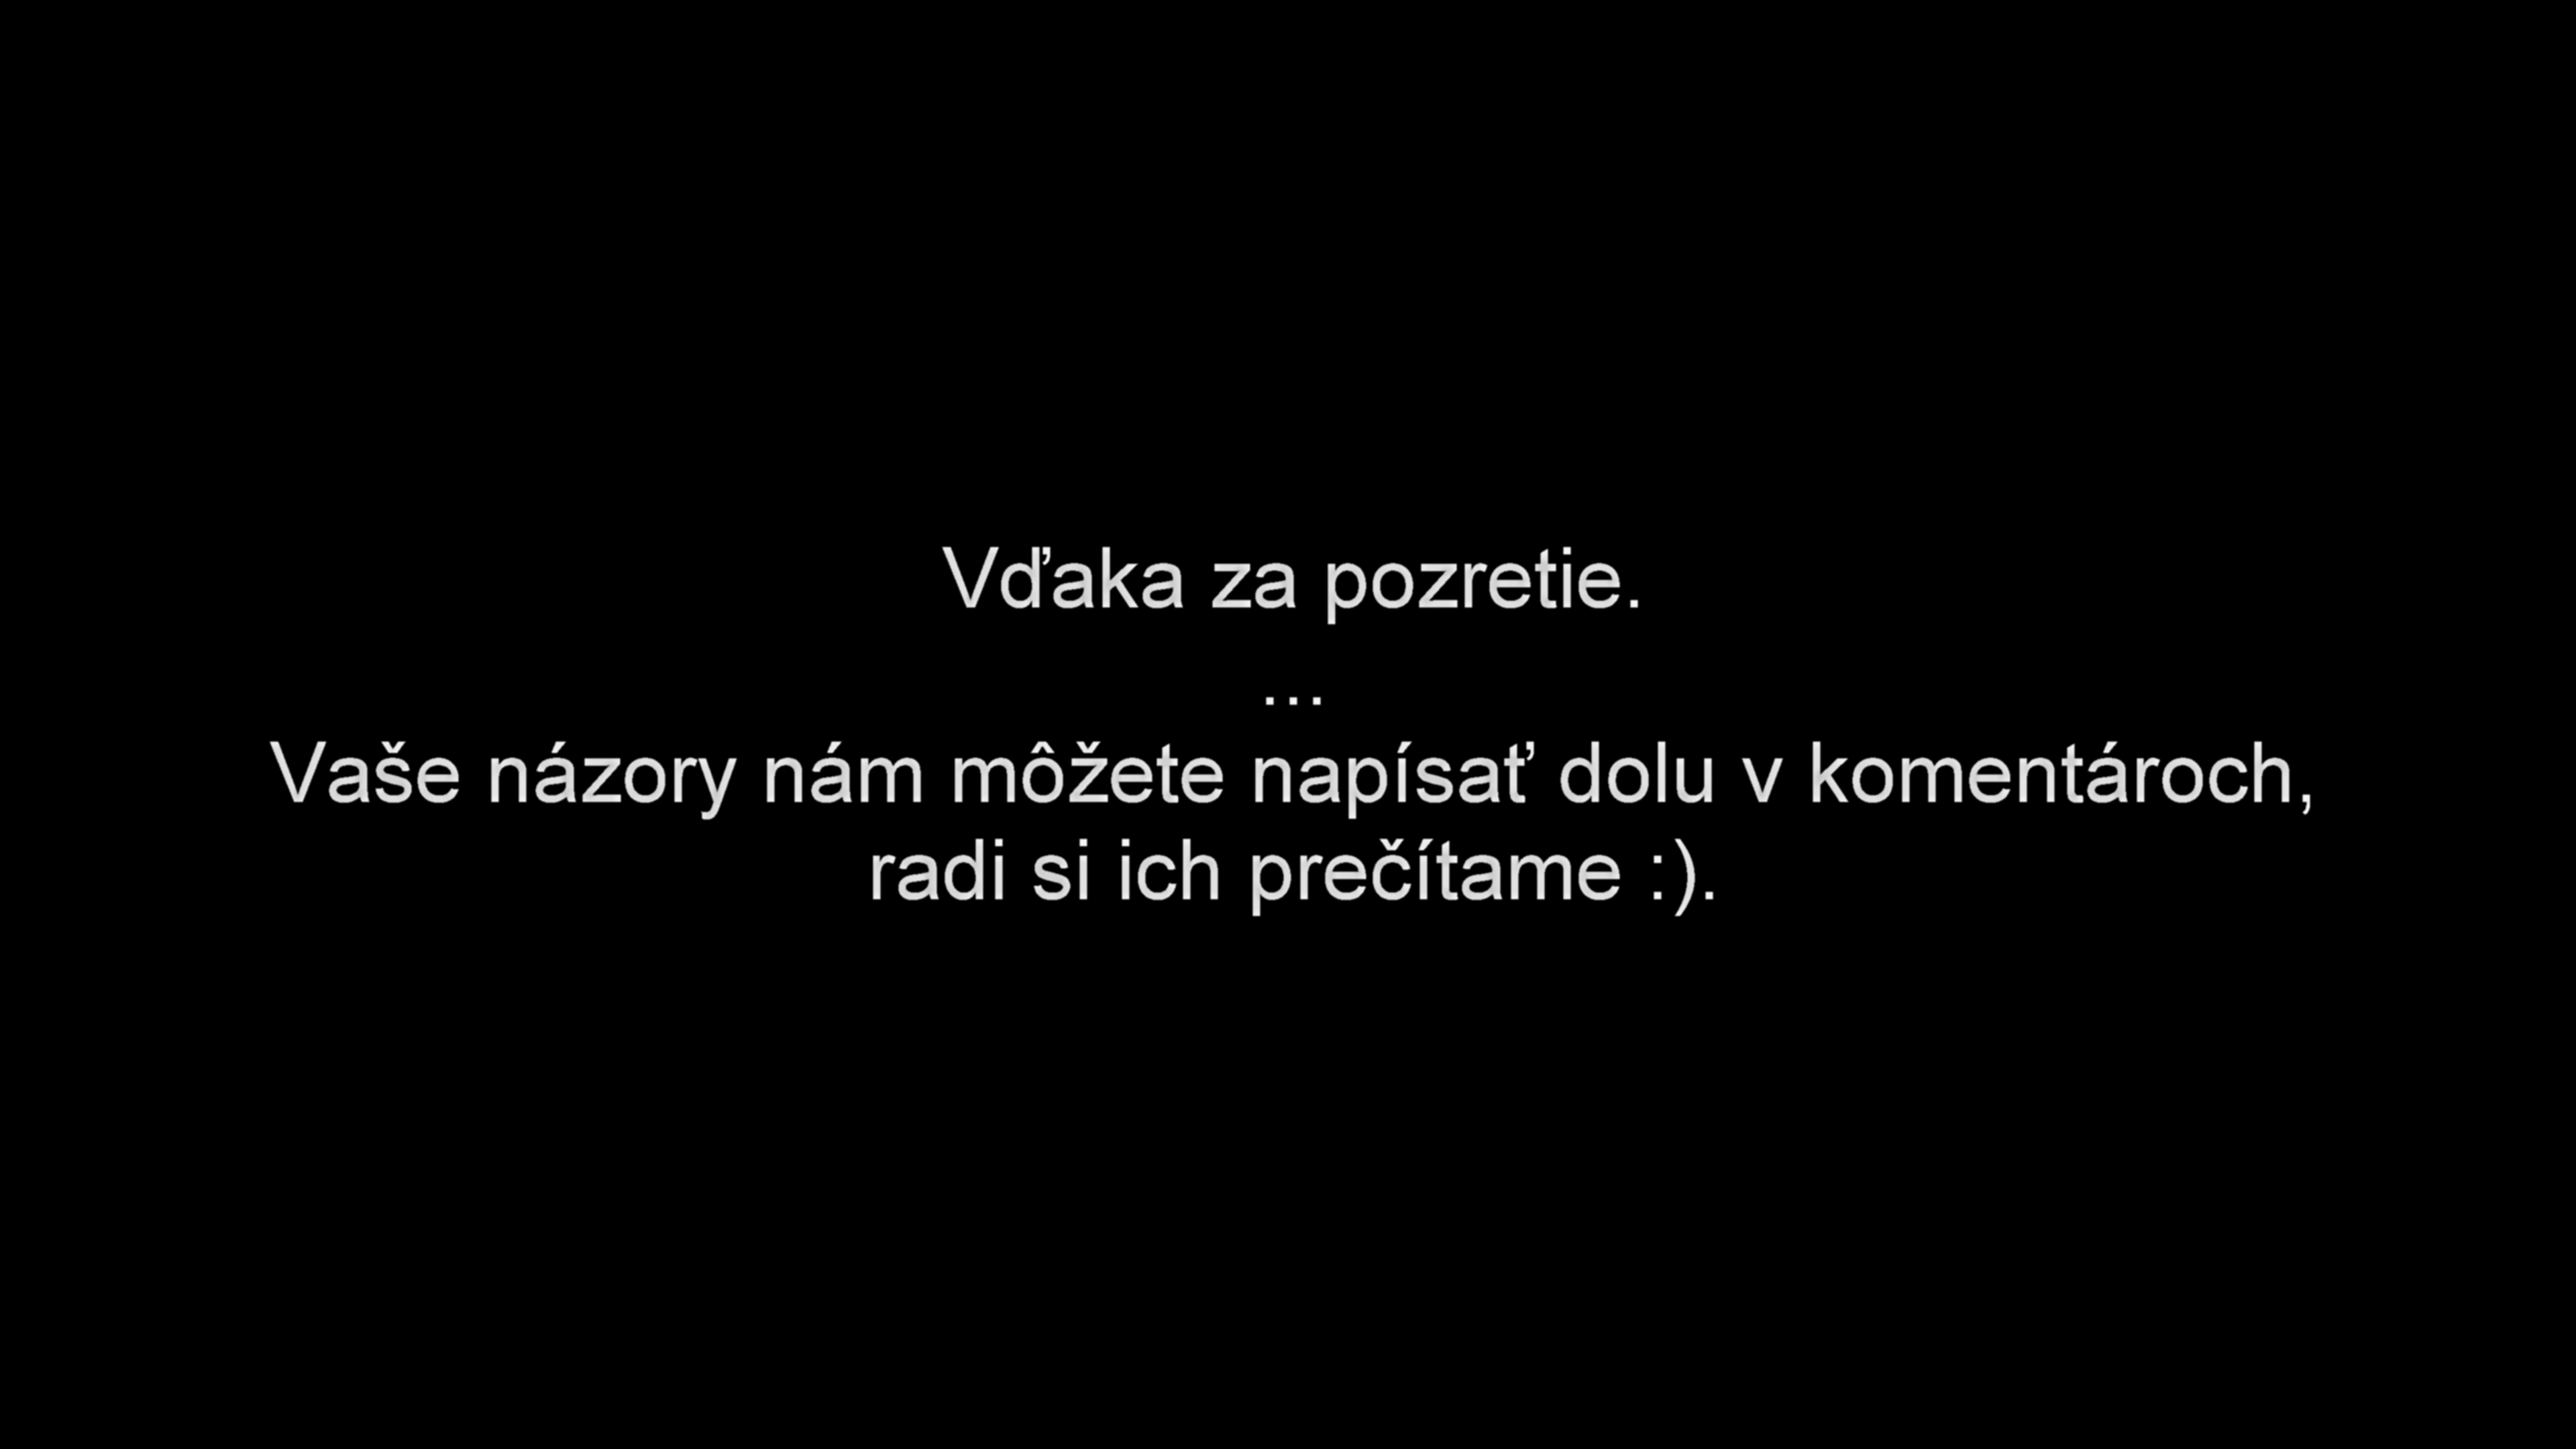 Vďaka za pozretie.
...
Vaše názory nám môžete napísať dolu v komentároch,
radi si ich prečítame :).